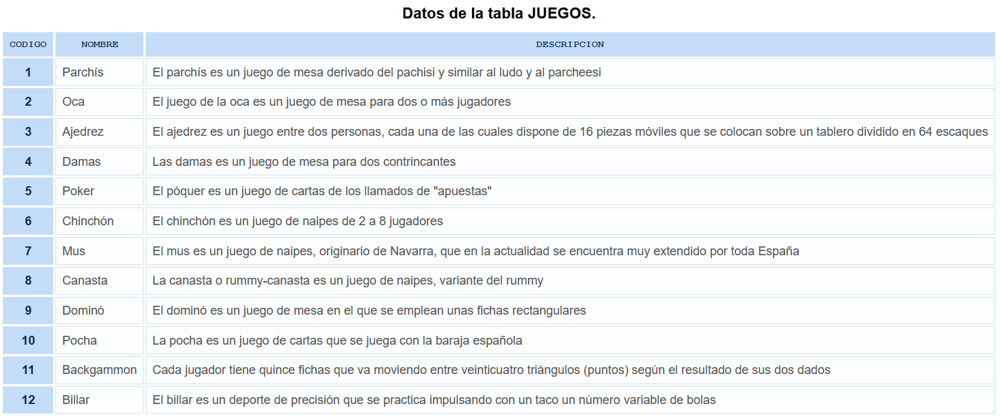 Datos de la tabla JUEGOS.
CODIGO NOMBRE DESCRIPCION
1 Parchís El parchís es un juego de mesa derivado del pachisi y similar al ludo y al parcheesi
2 Oca El juego de la oca es un juego de mesa para dos o más jugadores
3 Ajedrez El ajedrez es un juego entre dos personas, cada una de las cuales dispone de 16 piezas móviles que se colocan sobre un tablero dividido en 64 escaques
4 Damas Las damas es un juego de mesa para dos contrincantes
5 Poker El póquer es un juego de cartas de los llamados de "apuestas"
6 Chinchón El chinchón es un juego de naipes de 2 a 8 jugadores
7 Mus El mus es un juego de naipes, originario de Navarra, que en la actualidad se encuentra muy extendido por toda España
8 Canasta La canasta o rummy-canasta es un juego de naipes, variante del rummy
9 Dominó El dominó es un juego de mesa en el que se emplean unas fichas rectangulares
10 Pocha La pocha es un juego de cartas que se juega con la baraja española
11 Backgammon Cada jugador tiene quince fichas que va moviendo entre veinticuatro triángulos (puntos) según el resultado de sus dos dados
12 Billar El billar es un deporte de precisión que se practica impulsando con un taco un número variable de bolas